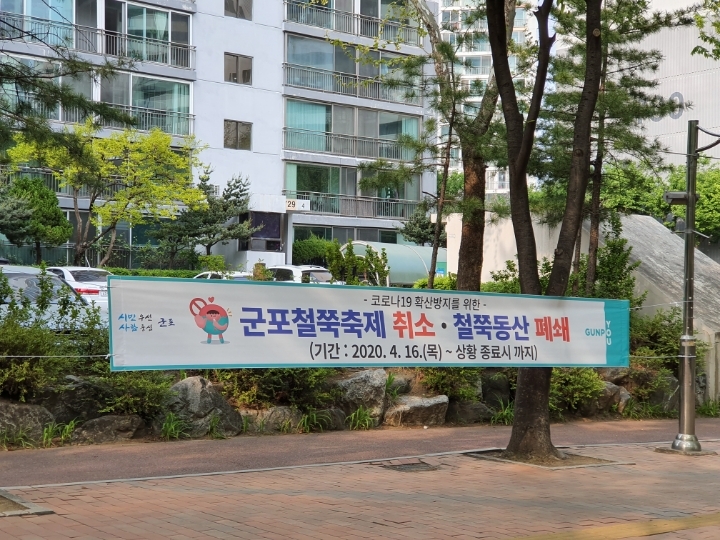 29
시민 우선
사람 중심 군포
- 코로나19 확산방지를 위한 -
군포철쭉축제 취소 · 철쭉동산 폐쇄
(기간 : 2020. 4. 16.(목) ~ 상황 종료시 까지)
GUNPO
YOU